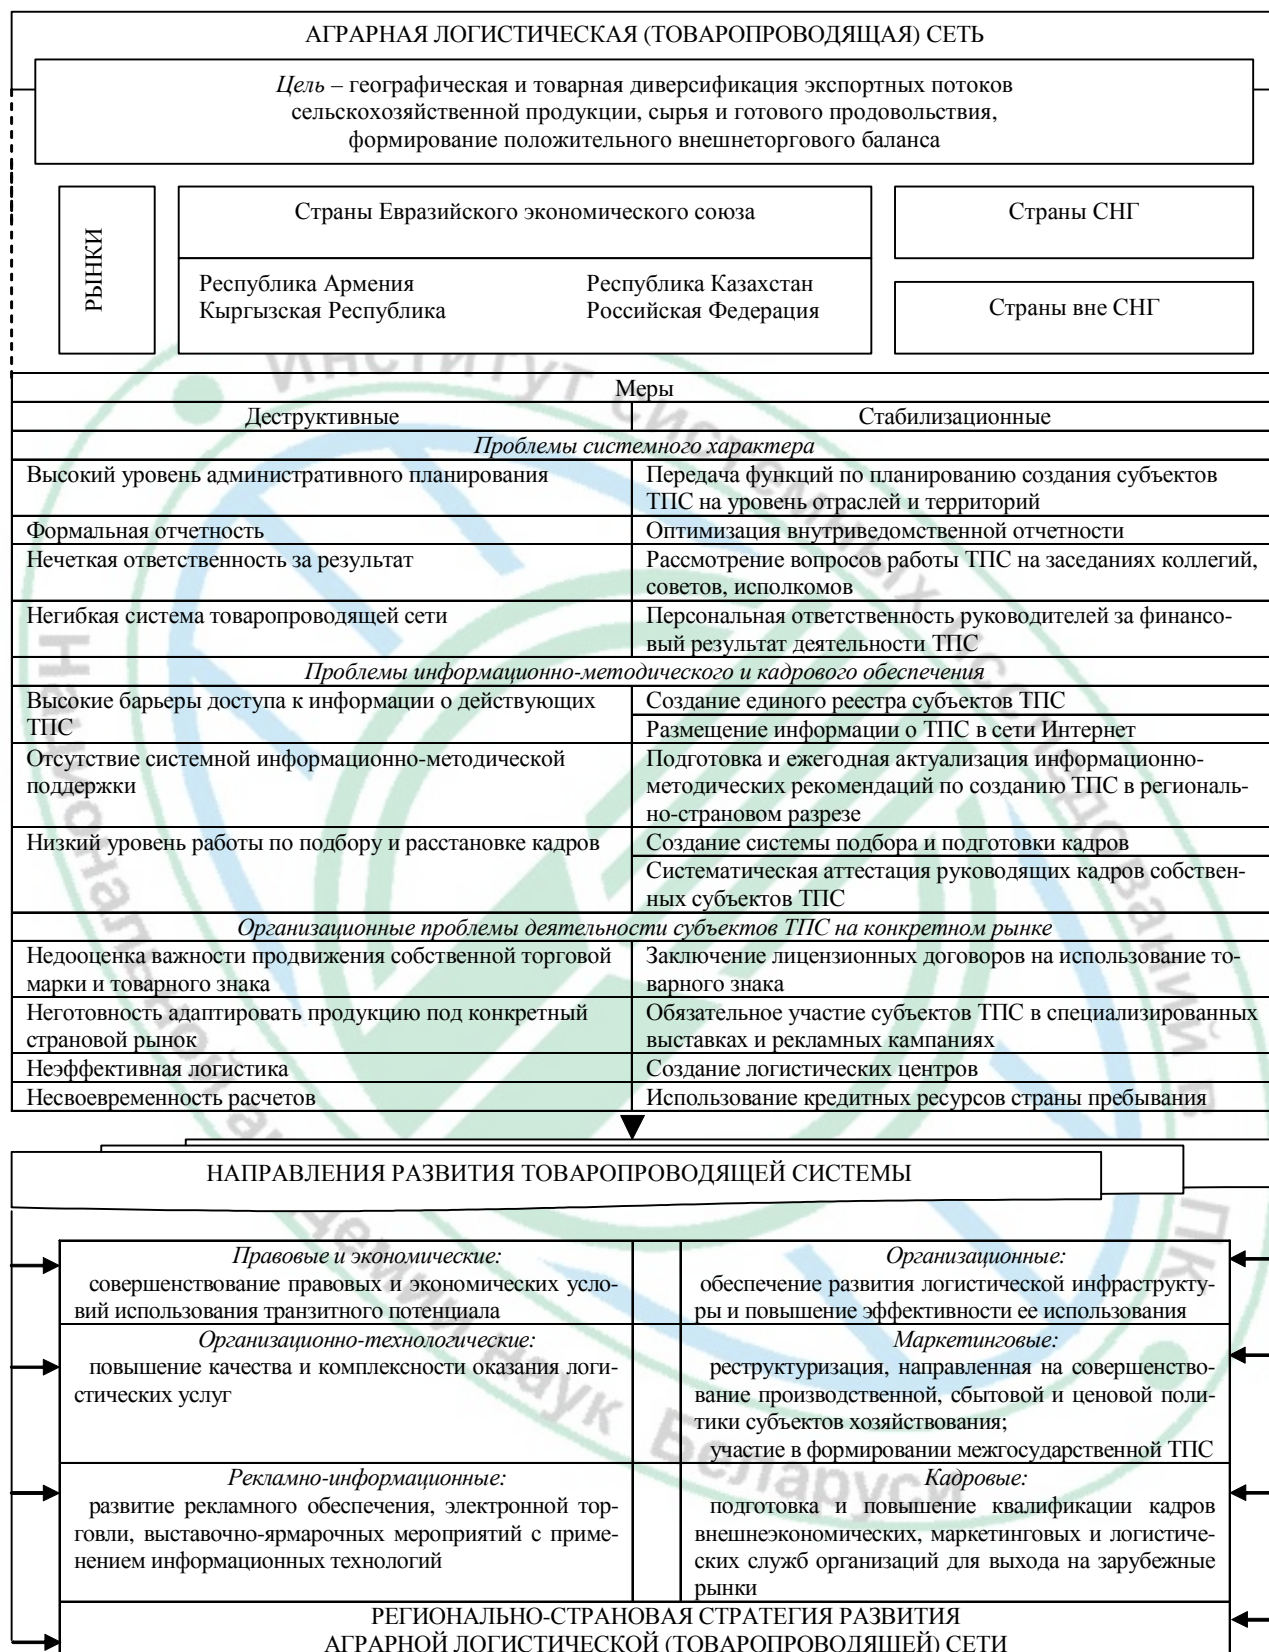 АГРАРНАЯ ЛОГИСТИЧЕСКАЯ (ТОВАРОПРОВОДЯЩАЯ) СЕТЬ
Цель – географическая и товарная диверсификация экспортных потоков
сельскохозяйственной продукции, сырья и готового продовольствия,
формирование положительного внешнеторгового баланса
РЫНКИ
Страны Евразийского экономического союза
Республика Армения
Кыргызская Республика
Республика Казахстан
Российская Федерация
Страны СНГ
Страны вне СНГ
Меры
Деструктивные
Стабилизационные
Проблемы системного характера
Высокий уровень административного планирования
Передача функций по планированию создания субъектов
ТПС на уровень отраслей и территорий
Формальная отчетность
Оптимизация внутриведомственной отчетности
Нечеткая ответственность за результат
Рассмотрение вопросов работы ТПС на заседаниях коллегий,
советов, исполкомов
Негибкая система товаропроводящей сети
Персональная ответственность руководителей за финансо-
вый результат деятельности ТПС
Проблемы информационно-методического и кадрового обеспечения
Высокие барьеры доступа к информации о действующих
ТПС
Создание единого реестра субъектов ТПС
Размещение информации о ТПС в сети Интернет
Отсутствие системной информационно-методической
поддержки
Подготовка и ежегодная актуализация информационно-
методических рекомендаций по созданию ТПС в региональ-
но-страновом разрезе
Низкий уровень работы по подбору и расстановке кадров
Создание системы подбора и подготовки кадров
Систематическая аттестация руководящих кадров собствен-
ных субъектов ТПС
Организационные проблемы деятельности субъектов ТПС на конкретном рынке
Недооценка важности продвижения собственной торговой
марки и товарного знака
Заключение лицензионных договоров на использование то-
варного знака
Неготовность адаптировать продукцию под конкретный
страновой рынок
Обязательное участие субъектов ТПС в специализированных
выставках и рекламных кампаниях
Неэффективная логистика
Создание логистических центров
Несвоевременность расчетов
Использование кредитных ресурсов страны пребывания
НАПРАВЛЕНИЯ РАЗВИТИЯ ТОВАРОПРОВОДЯЩЕЙ СИСТЕМЫ
Правовые и экономические:
совершенствование правовых и экономических усло-
вий использования транзитного потенциала
Организационные:
обеспечение развития логистической инфраструкту-
ры и повышение эффективности ее использования
Организационно-технологические:
повышение качества и комплексности оказания логи-
стических услуг
Маркетинговые:
реструктуризация, направленная на совершенство-
вание производственной, сбытовой и ценовой поли-
тики субъектов хозяйствования;
участие в формировании межгосударственной ТПС
Рекламно-информационные:
развитие рекламного обеспечения, электронной тор-
говли, выставочно-ярмарочных мероприятий с приме-
нением информационных технологий
Кадровые:
подготовка и повышение квалификации кадров
внешнеэкономических, маркетинговых и логистиче-
ских служб организаций для выхода на зарубежные
рынки
РЕГИОНАЛЬНО-СТРАНОВАЯ СТРАТЕГИЯ РАЗВИТИЯ
АГРАРНОЙ ЛОГИСТИЧЕСКОЙ (ТОВАРОПРОВОДЯЩЕЙ) СЕТИ
Институт системных исследований в
ПК
Национальной академии наук Беларуси